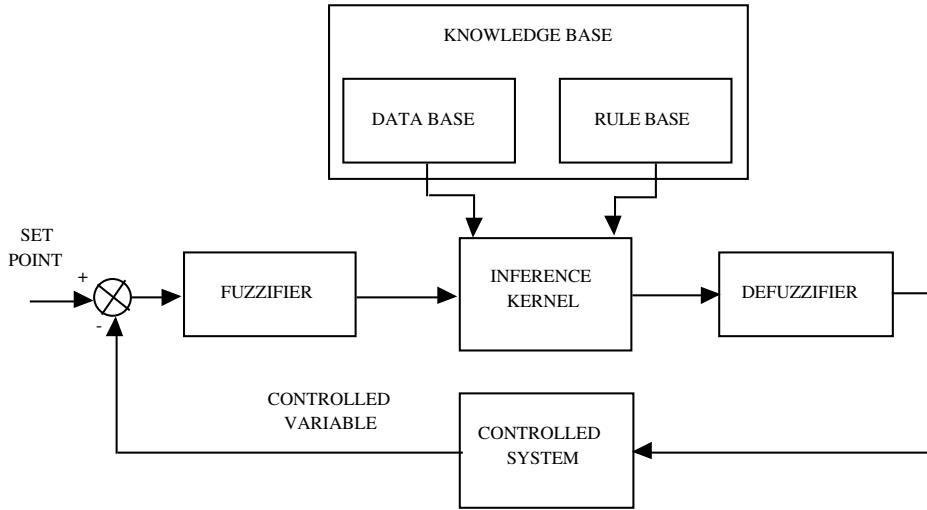 KNOWLEDGE BASE
DATA BASE
RULE BASE
SET
POINT
+
-
FUZZIFIER
INFERENCE
KERNEL
DEFUZZIFIER
CONTROLLED
VARIABLE
CONTROLLED
SYSTEM